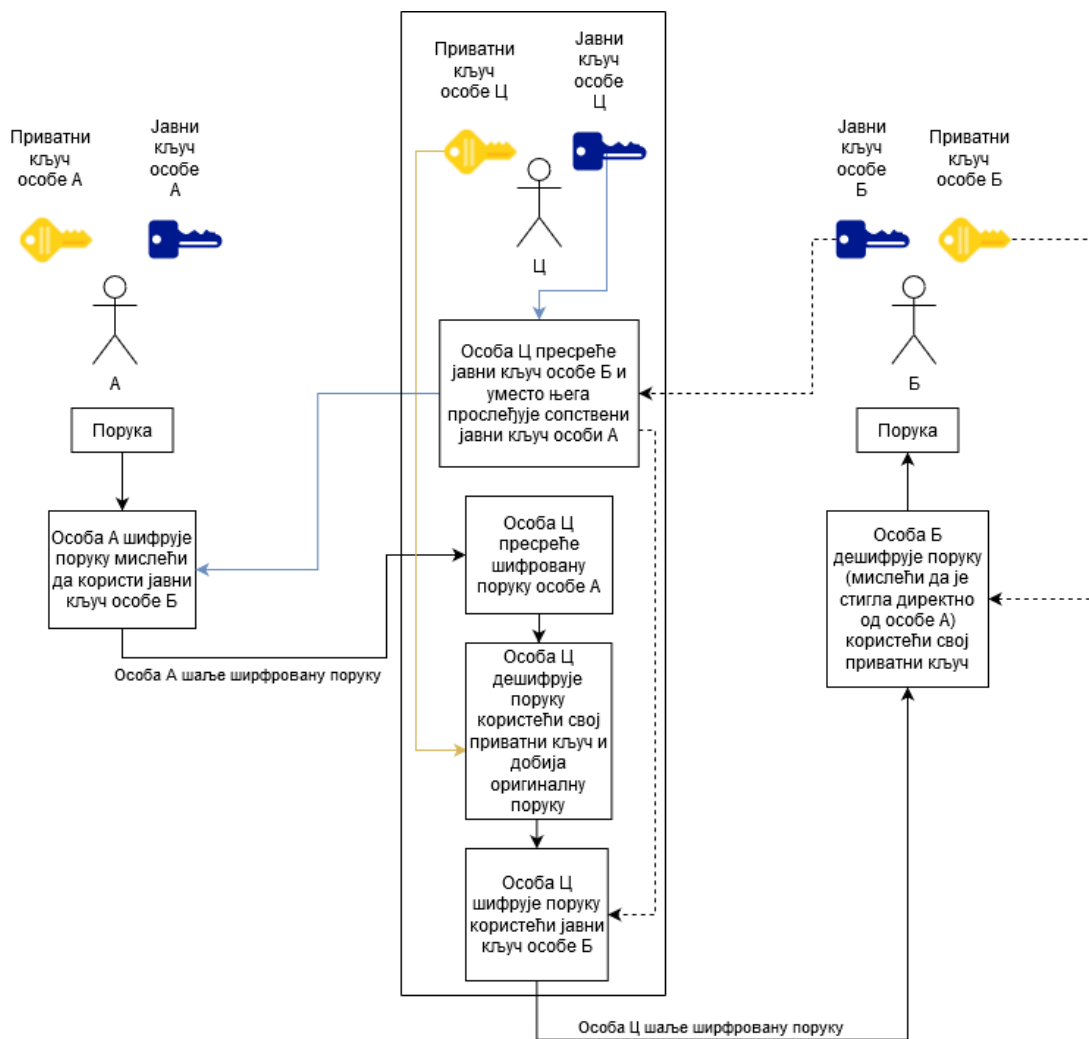 Приватни
кључ
особе А
Јавни
кључ
особе
А
А
Порука
Особа А шифрује
поруку мислећи
да користи јавни
кључ особе Б
Особа А шаље ширфровану поруку
Приватни
кључ
особе Ц
Јавни
кључ
особе
Ц
Ц
Особа Ц пресреће
јавни кључ особе Б и
уместо њега
прослеђује сопствени
јавни кључ особи А
Особа Ц
пресреће
шифровану
поруку особе А
Особа Ц
дешифрује
поруку
користећи свој
приватни кључ и
добија
оригиналну
поруку
Особа Ц
шифрује поруку
користећи јавни
кључ особе Б
Особа Ц шаље ширфровану поруку
Јавни
кључ
особе
Б
Приватни
кључ
особе Б
Б
Порука
Особа Б
дешифрује поруку
(мислећи да је
стигла директно
од особе А)
користећи свој
приватни кључ